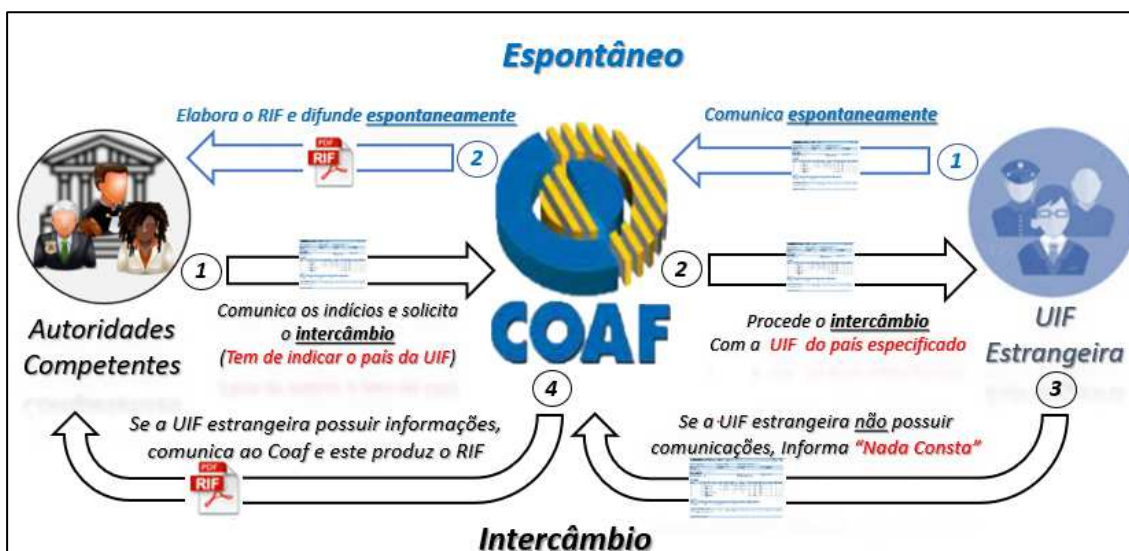 Espontâneo
Elabora o RIF e difunde espontaneamente
Comunica espontaneamente
PDF
RIF
2
1
1
Comunica os indícios e solicita
o intercâmbio
(Tem de indicar o país da UIF)
COAF
2
Procede o intercâmbio
Com a UIF do país especificado
Autoridades
Competentes
UIF
Estrangeira
4
3
Se a UIF estrangeira possuir informações,
comunica ao Coaf e este produz o RIF
Se a UIF estrangeira não possuir
comunicações, Informa "Nada Consta"
PDF
RIF
Intercâmbio